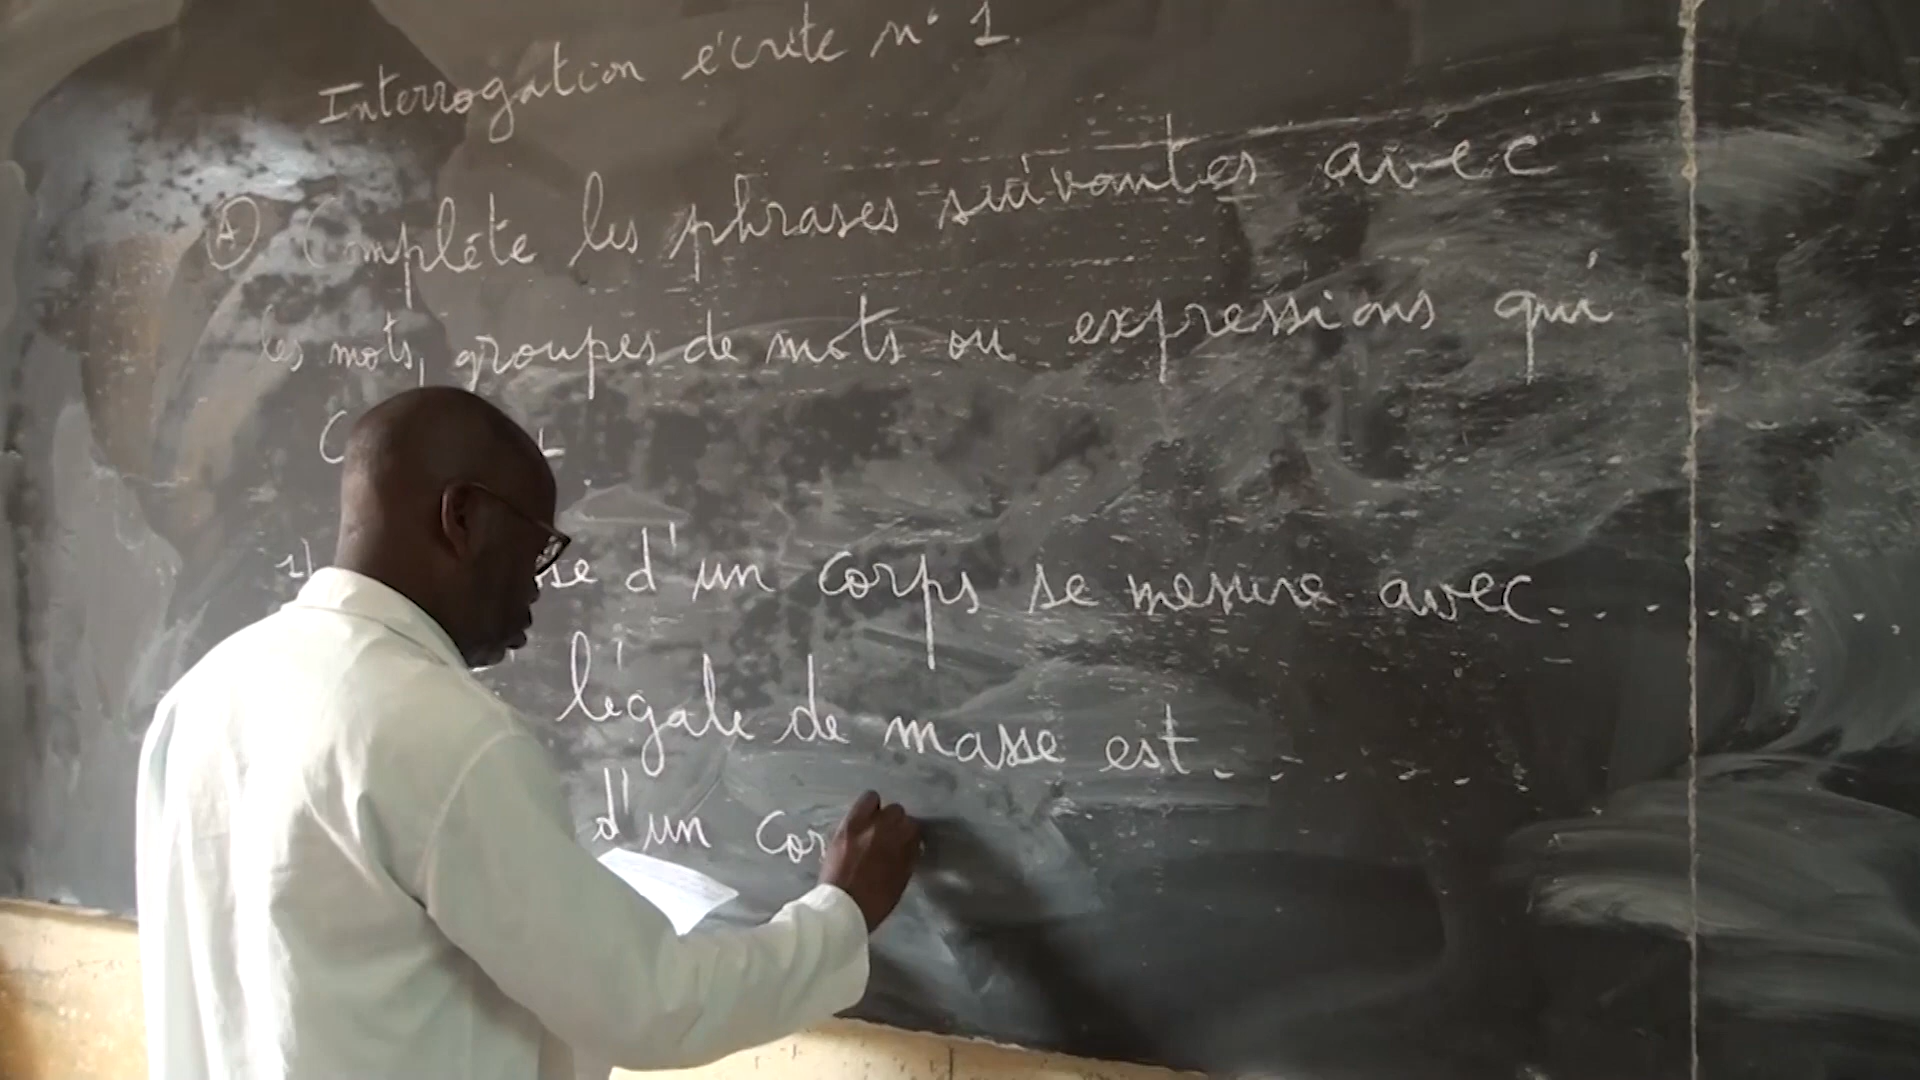 Interrogation écrite n° 1.
A Complète les phrases suivantes avec
les mots, groupes de mots ou expressions qui
1) d'un corps se mesure avec.......
légale de masse est......
d'un